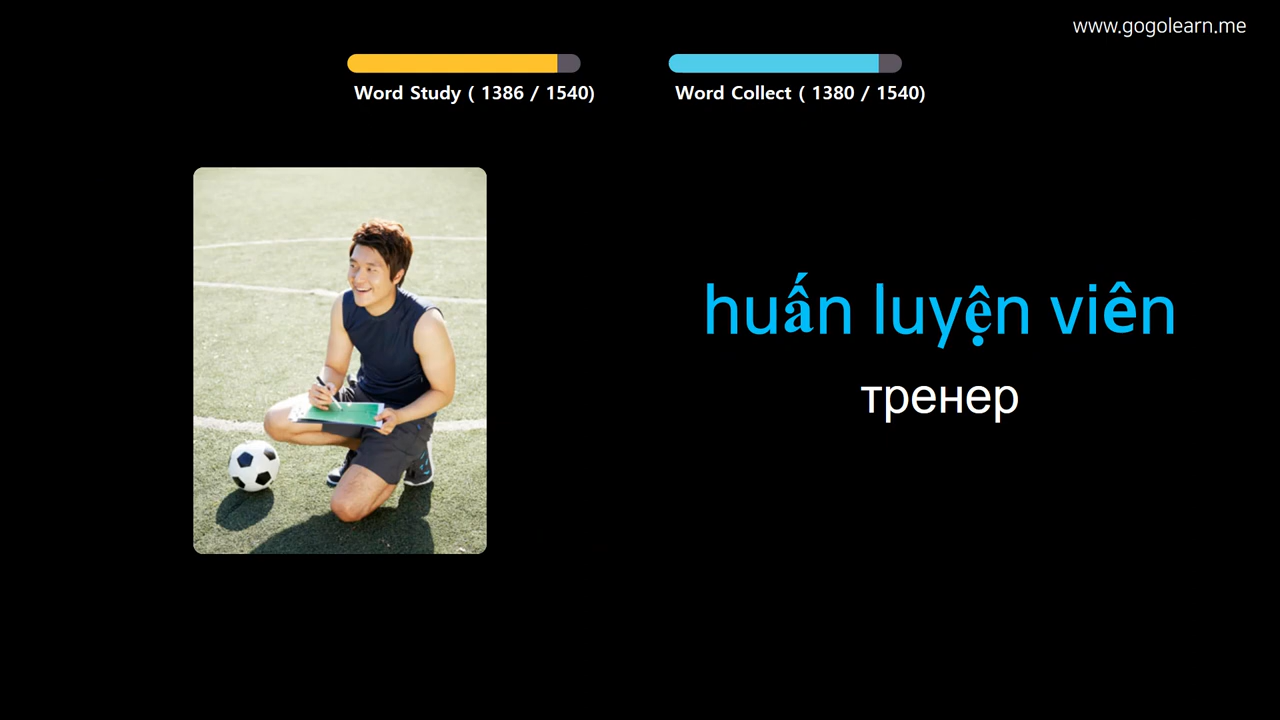 www.gogolearn.me
Word Study ( 1386 / 1540)
Word Collect ( 1380 / 1540)
huấn luyện viên
тренер